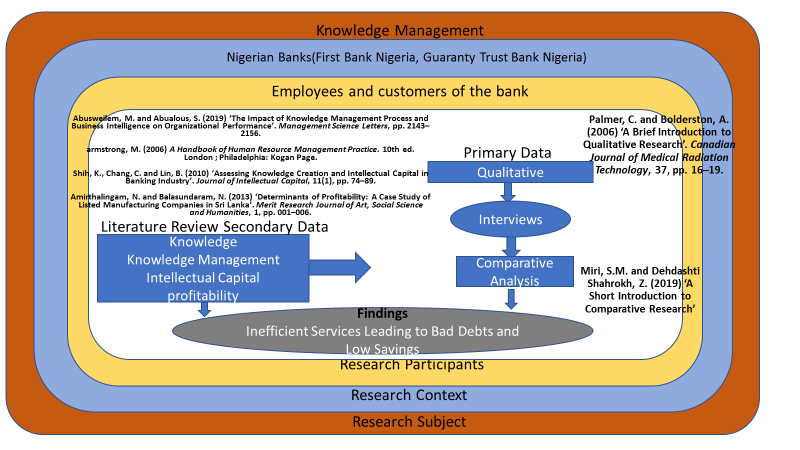 Knowledge Management
Nigerian Banks(First Bank Nigeria, Guaranty Trust Bank Nigeria)
Employees and customers of the bank
Abusweilem, M. and Abualous, S. (2019) ‘The Impact of Knowledge Management Process and
Business Intelligence on Organizational Performance’. Management Science Letters, pp. 2143–
2156.
armstrong, M. (2006) A Handbook of Human Resource Management Practice. 10th ed.
London ; Philadelphia: Kogan Page.
Shih, K., Chang, C. and Lin, B. (2010) ‘Assessing Knowledge Creation and Intellectual Capital in
Banking Industry’. Journal of Intellectual Capital, 11(1), pp. 74–89.
Amirthalingam, N. and Balasundaram, N. (2013) ‘Determinants of Profitability: A Case Study of
Listed Manufacturing Companies in Sri Lanka’. Merit Research Journal of Art, Social Science
and Humanities, 1, pp. 001–006.
Literature Review Secondary Data
Knowledge
Knowledge Management
Intellectual Capital
profitability
Primary Data
Qualitative
Interviews
Comparative
Analysis
Palmer, C. and Bolderston, A.
(2006) ‘A Brief Introduction to
Qualitative Research’. Canadian
Journal of Medical Radiation
Technology, 37, pp. 16–19.
Miri, S.M. and Dehdashti
Shahrokh, Z. (2019) ‘A
Short Introduction to
Comparative Research’
Findings
Inefficient Services Leading to Bad Debts and
Low Savings
Research Participants
Research Context
Research Subject